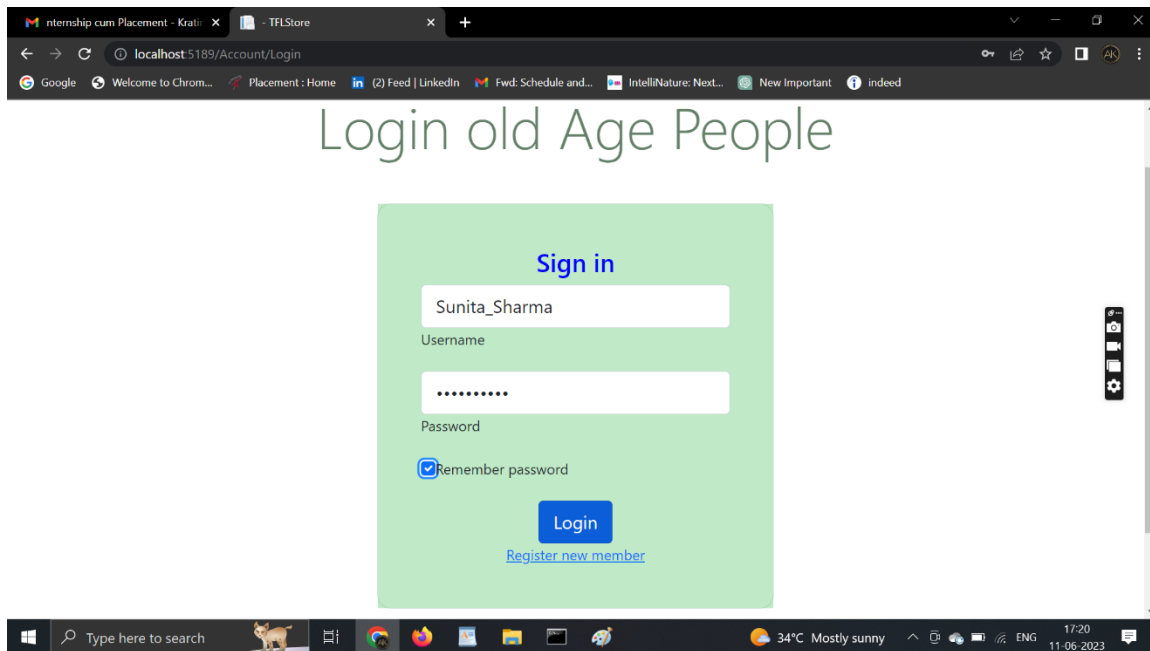 nternship cum Placement - Kratir
- TFLStore
localhost:5189/Account/Login
AK
Google
Welcome to Chrom...
Placement : Home
(2) Feed | LinkedIn
Fwd: Schedule and...
IntelliNature: Next...
New Important
indeed
Login old Age People
Sign in
Sunita_Sharma
Username
••••••••••
Password
Remember password
Login
Register new member
Type here to search
34°C Mostly sunny
ENG
17:20
11-06-2023